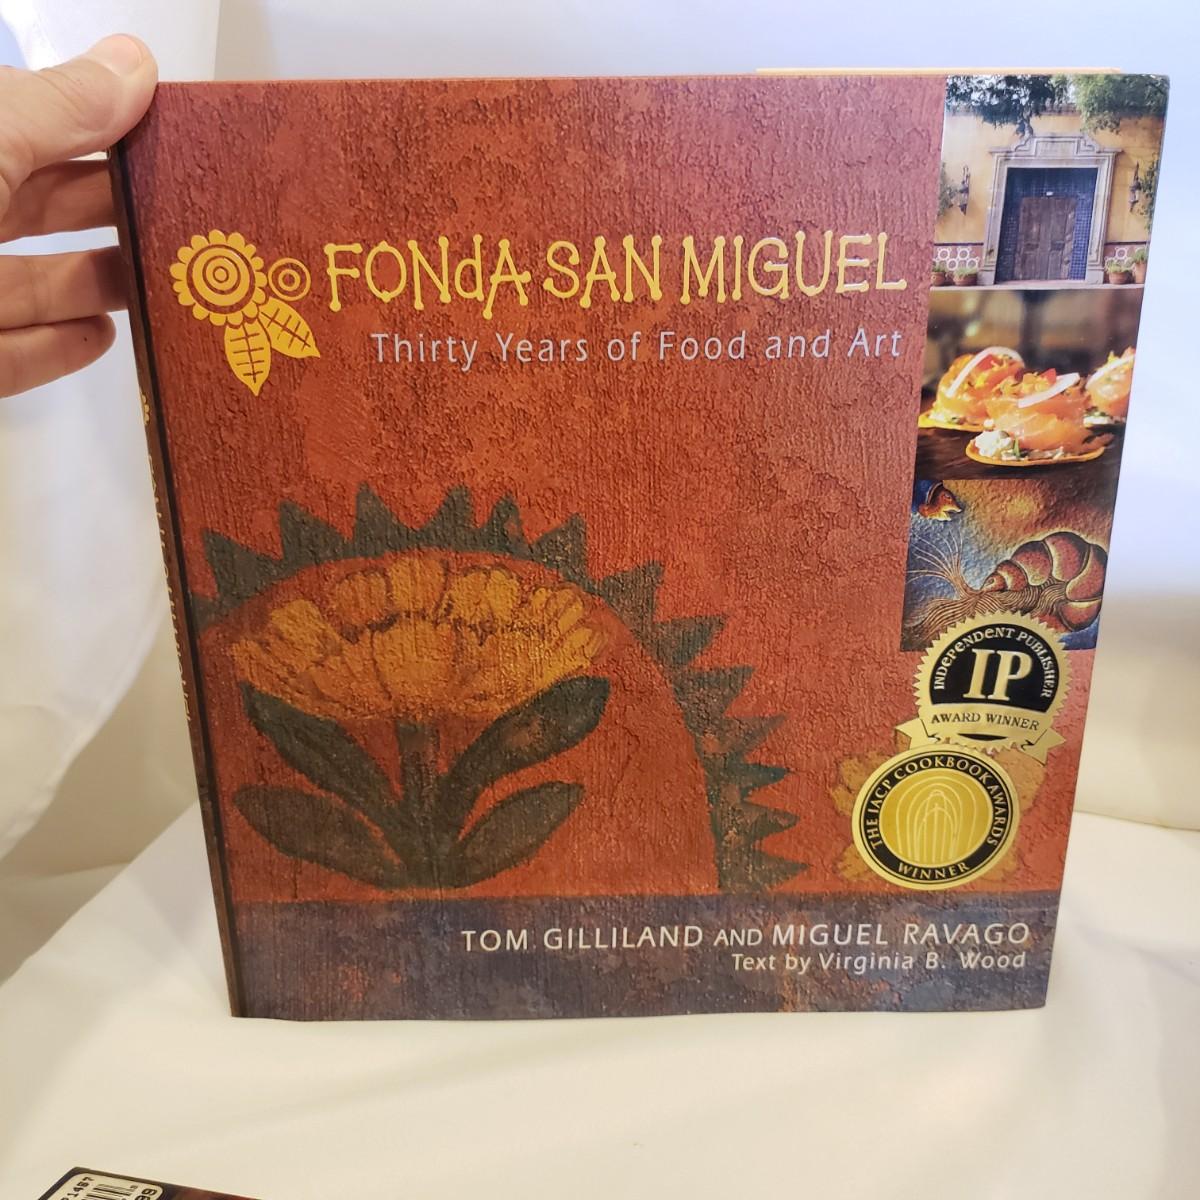 FONdA SAN MIGUEL
Thirty Years of Food and Art
INdEPENdENT PUBLISHER
IP
AWARD WINNER
THE IACP COOKBOOK AWARDS
WINNER
TOM GILLILAND AND MIGUEL RAVAGO
Text by Virginia B. Wood